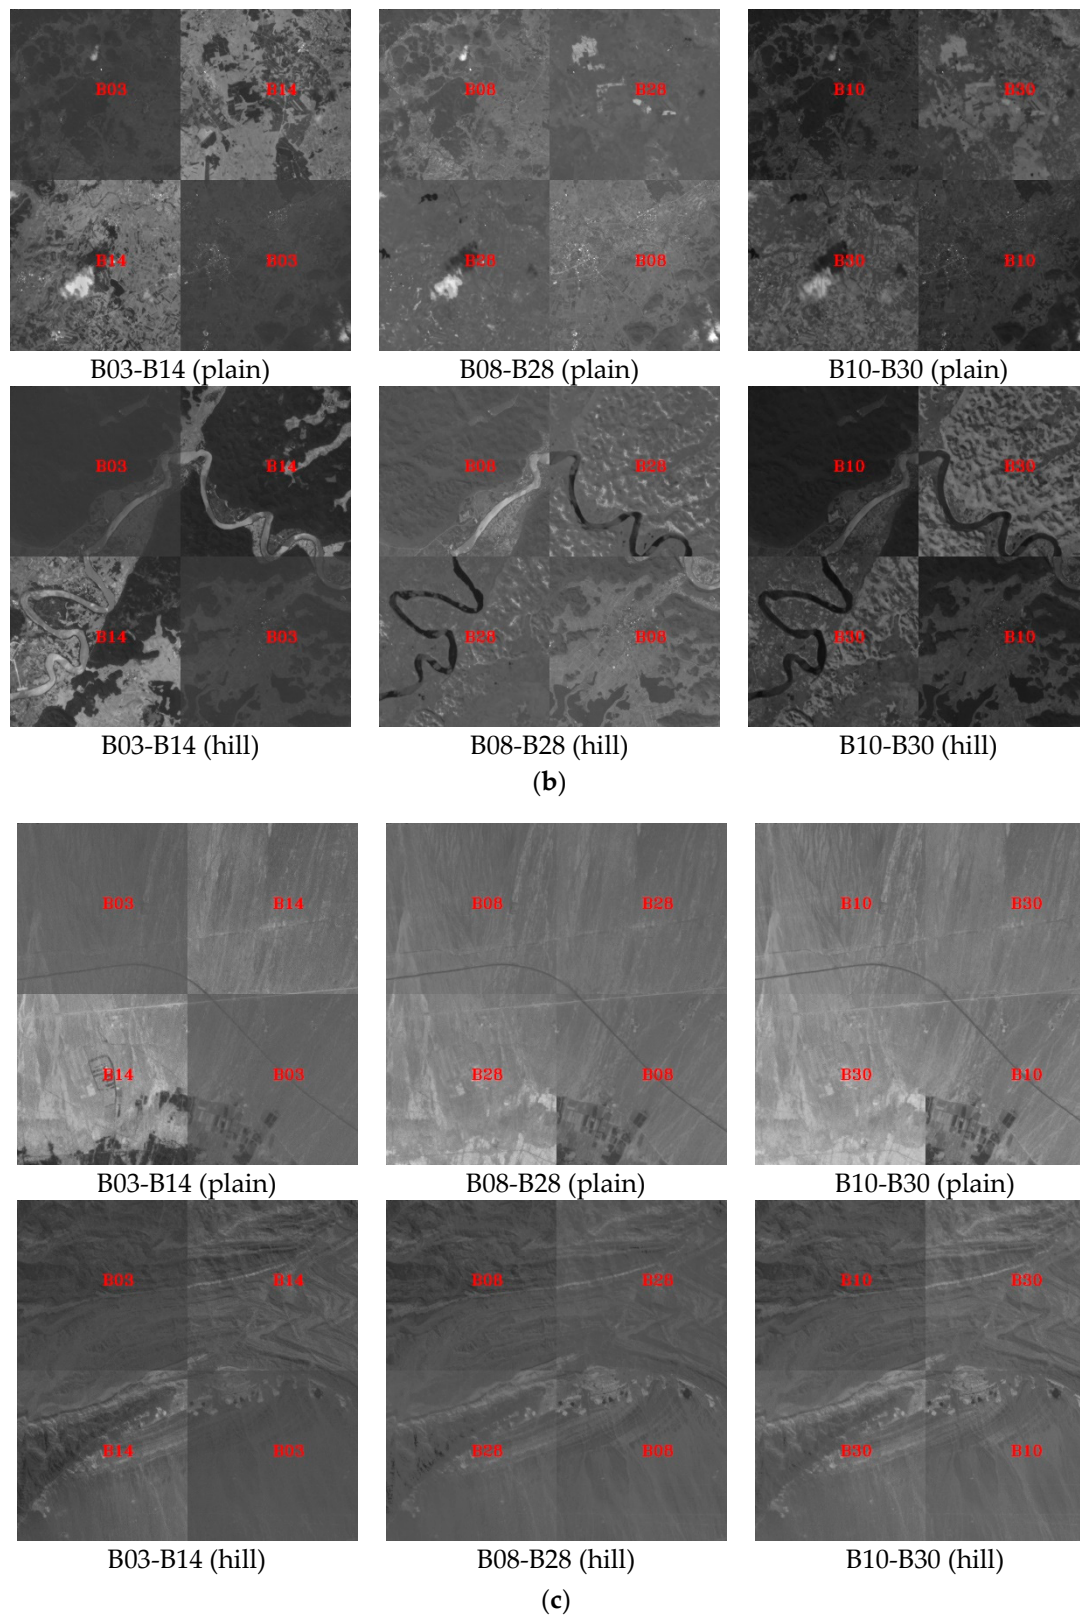 B03 B14 B08 B28 B10 B30
B14 B03 B28 B08 B30 B10
B03-B14 (plain) B08-B28 (plain) B10-B30 (plain)
B03 B14 B08 B28 B10 B30
B14 B03 B28 B08 B30 B10
B03-B14 (hill) B08-B28 (hill) B10-B30 (hill)
(b)
B03 B14 B08 B28 B10 B30
B14 B03 B28 B08 B30 B10
B03-B14 (plain) B08-B28 (plain) B10-B30 (plain)
B03 B14 B08 B28 B10 B30
B14 B03 B28 B08 B30 B10
B03-B14 (hill) B08-B28 (hill) B10-B30 (hill)
(c)